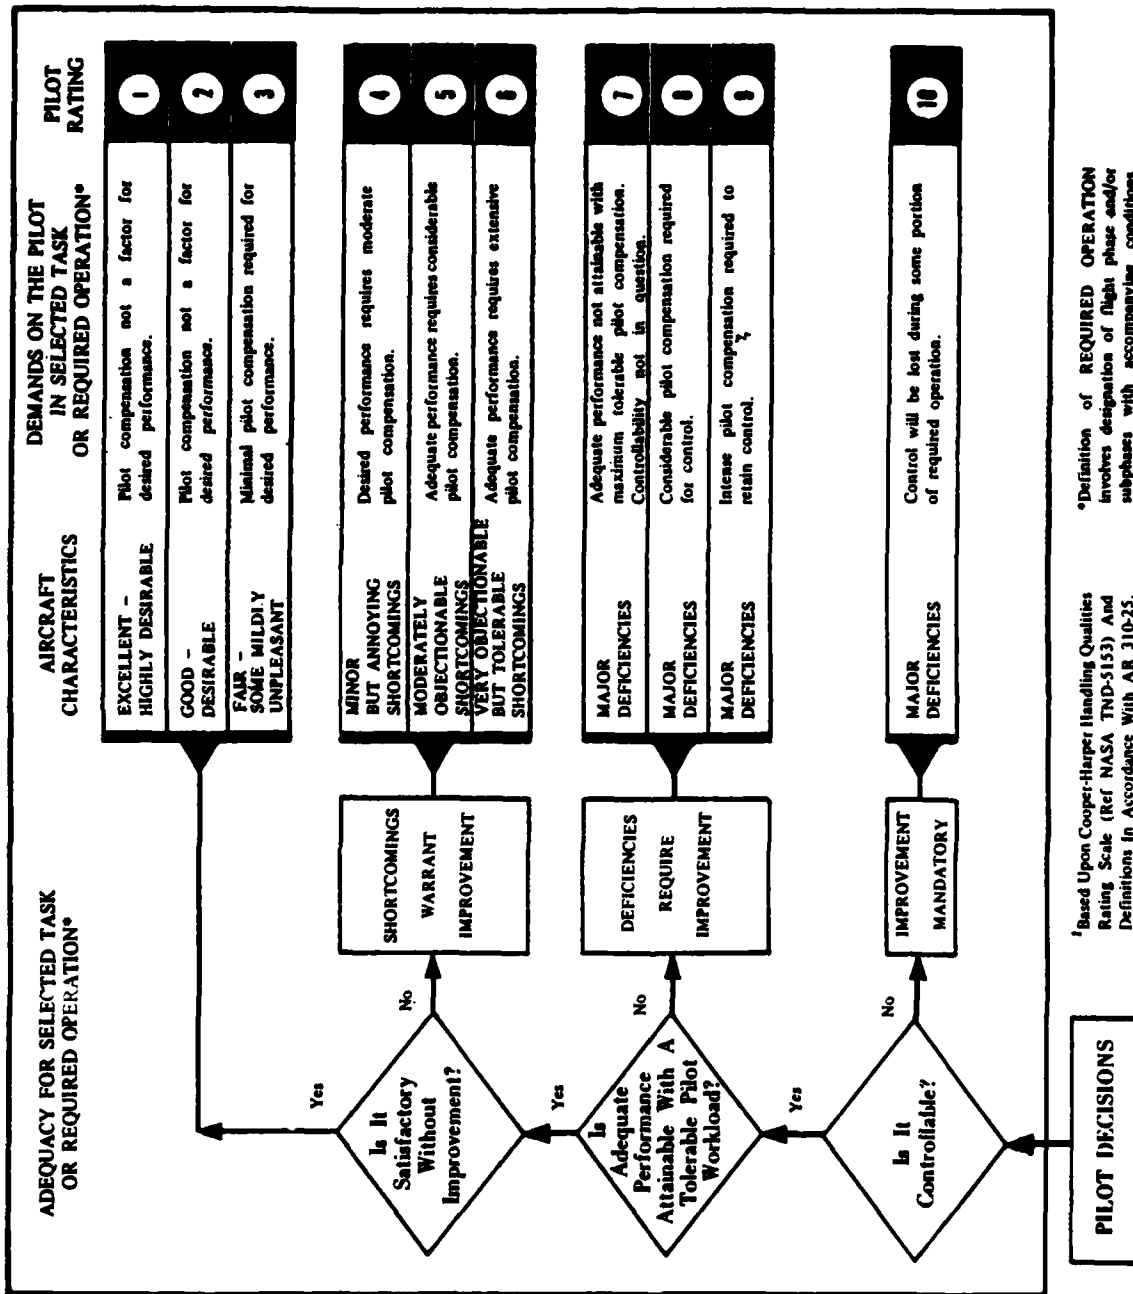 ADEQUACY FOR SELECTED TASK
OR REQUIRED OPERATION*
AIRCRAFT
CHARACTERISTICS
DEMANDS ON THE PILOT
IN SELECTED TASK
OR REQUIRED OPERATION*
PILOT
RATING
EXCELLENT –
HIGHLY DESIRABLE
Pilot compensation not a factor for
desired performance.
1
GOOD –
DESIRABLE
Pilot compensation not a factor for
desired performance.
2
FAIR –
SOME MILDLY
UNPLEASANT
Minimal pilot compensation required for
desired performance.
3
Yes
Is It
Satisfactory
Without
Improvement?
No
SHORTCOMINGS
WARRANT
IMPROVEMENT
MINOR
BUT ANNOYING
SHORTCOMINGS
Desired performance requires moderate
pilot compensation.
4
MODERATELY
OBJECTIONABLE
SHORTCOMINGS
Adequate performance requires considerable
pilot compensation.
5
VERY OBJECTIONABLE
BUT TOLERABLE
SHORTCOMINGS
Adequate performance requires extensive
pilot compensation.
6
Yes
Is
Adequate
Performance
Attainable With A
Tolerable Pilot
Workload?
No
DEFICIENCIES
REQUIRE
IMPROVEMENT
MAJOR
DEFICIENCIES
Adequate performance not attainable with
maximum tolerable pilot compensation.
Controllability not in question.
7
MAJOR
DEFICIENCIES
Considerable pilot compensation required
for control.
8
MAJOR
DEFICIENCIES
Intense pilot compensation required to
retain control.
9
Yes
Is It
Controllable?
No
IMPROVEMENT
MANDATORY
MAJOR
DEFICIENCIES
Control will be lost during some portion
of required operation.
10
PILOT DECISIONS
1Based Upon Cooper-Harper Handling Qualities
Rating Scale (Ref NASA TND-5153) And
Definitions In Accordance With AR 310-25.
*Definition of REQUIRED OPERATION
involves designation of flight phase and/or
subphases with accompanying conditions